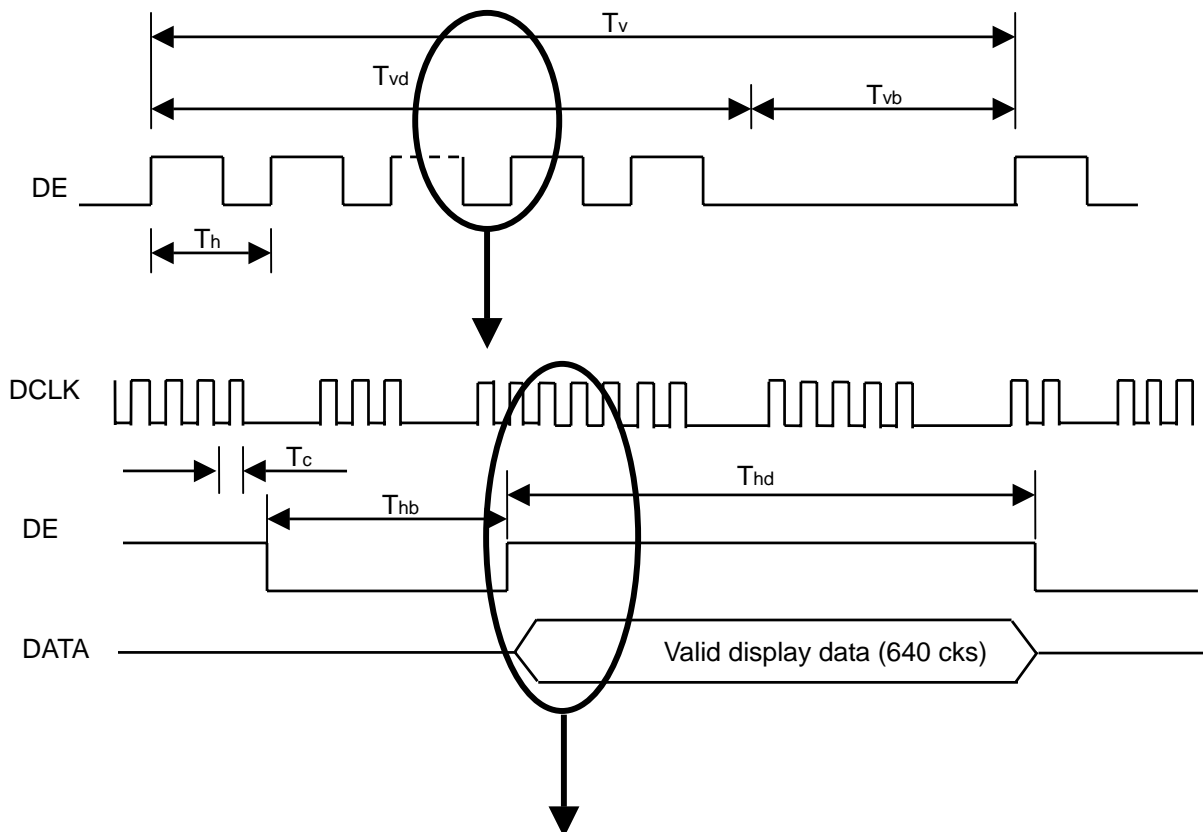 Tv
Tvd
Tvb
DE
Th
DCLK
Tc
Thd
Thb
DE
DATA
Valid display data (640 cks)